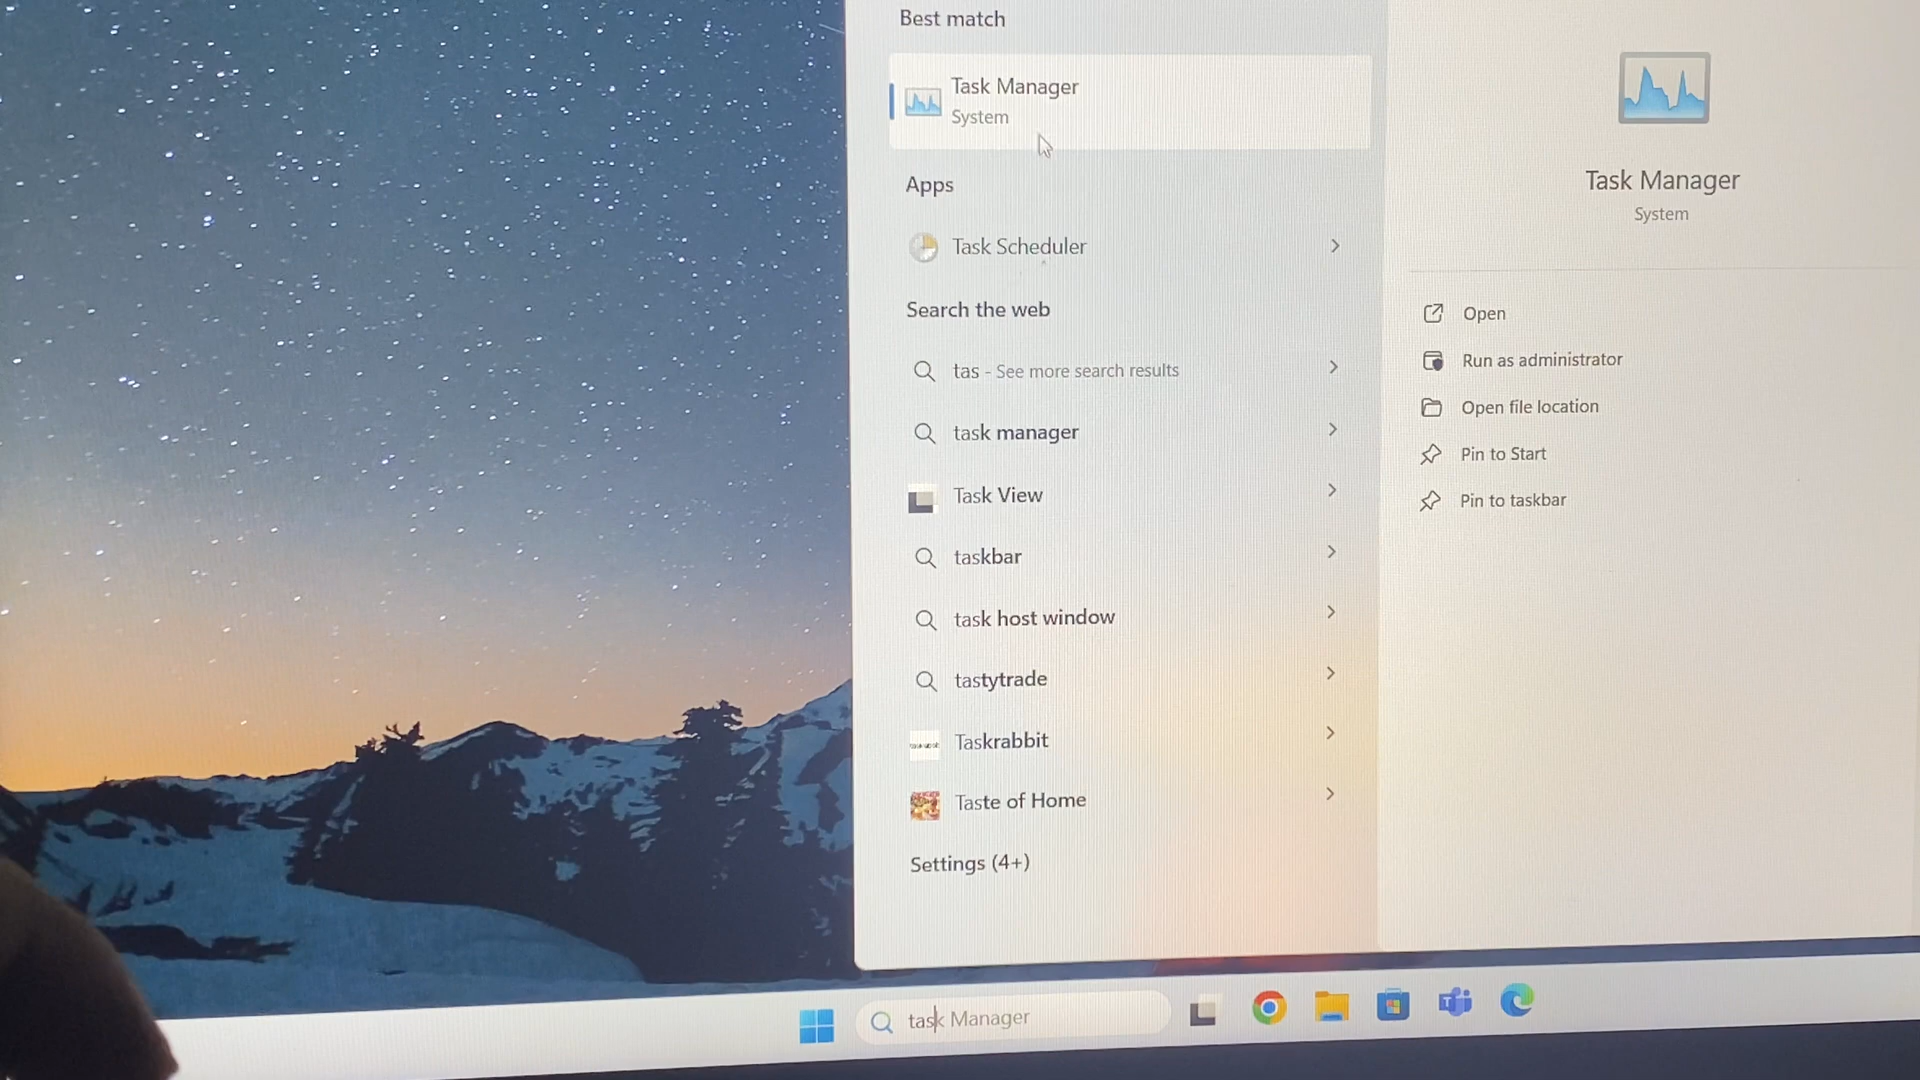 Best match
Task Manager
System
Apps
Task Scheduler
Search the web
tas - See more search results
task manager
Task View
taskbar
task host window
tastytrade
Taskrabbit
Taste of Home
Settings (4+)
Task Manager
System
Open
Run as administrator
Open file location
Pin to Start
Pin to taskbar
task Manager